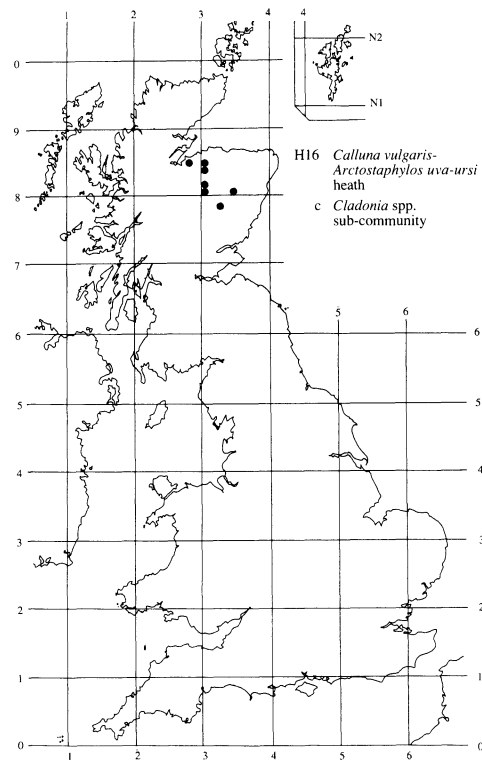 1 2 3 4 4
N2
0
N1
9
H16 Calluna vulgaris-
Arctostaphylos uva-ursi
heath
8
c Cladonia spp.
sub-community
7
5 6
6 6
5 5
4 4
3 3
2 2
1 1
0 0
1 2 3 4 5 6